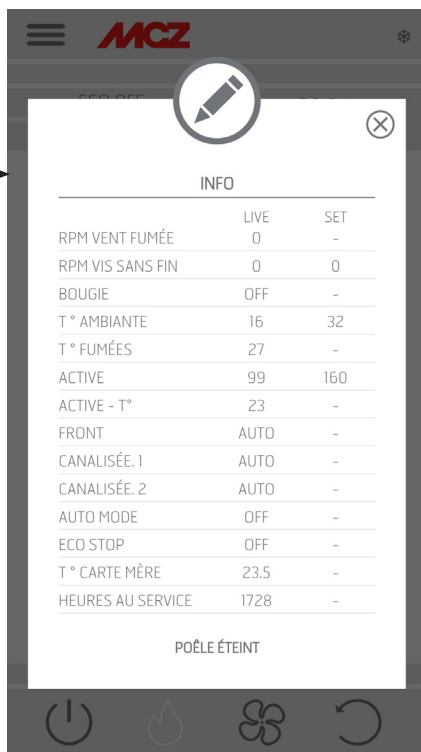 MCZ
INFO
LIVE SET
RPM VENT FUMÉE 0 -
RPM VIS SANS FIN 0 0
BOUGIE OFF -
T ° AMBIANTE 16 32
T ° FUMÉES 27 -
ACTIVE 99 160
ACTIVE - T° 23 -
FRONT AUTO -
CANALISÉE. 1 AUTO -
CANALISÉE. 2 AUTO -
AUTO MODE OFF -
ECO STOP OFF -
T ° CARTE MÈRE 23.5 -
HEURES AU SERVICE 1728 -
POÊLE ÉTEINT